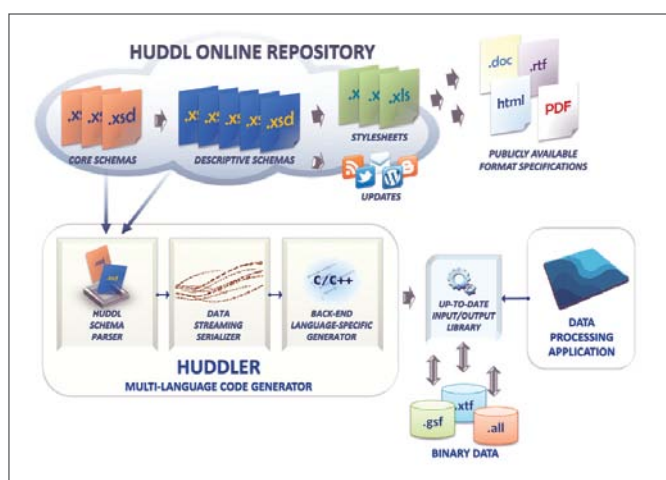 HUDDL ONLINE REPOSITORY
.xsd
CORE SCHEMAS
.xsd
DESCRIPTIVE SCHEMAS
.xls
STYLESHEETS
UPDATES
.doc
.rtf
html
PDF
PUBLICLY AVAILABLE
FORMAT SPECIFICATIONS
HUDDL
SCHEMA
PARSER
DATA
STREAMING
SERIALIZER
C/C++
BACK-END
LANGUAGE-SPECIFIC
GENERATOR
HUDDLER
MULTI-LANGUAGE CODE GENERATOR
UP-TO-DATE
INPUT/OUTPUT
LIBRARY
DATA
PROCESSING
APPLICATION
.gsf
.xtf
.all
BINARY DATA